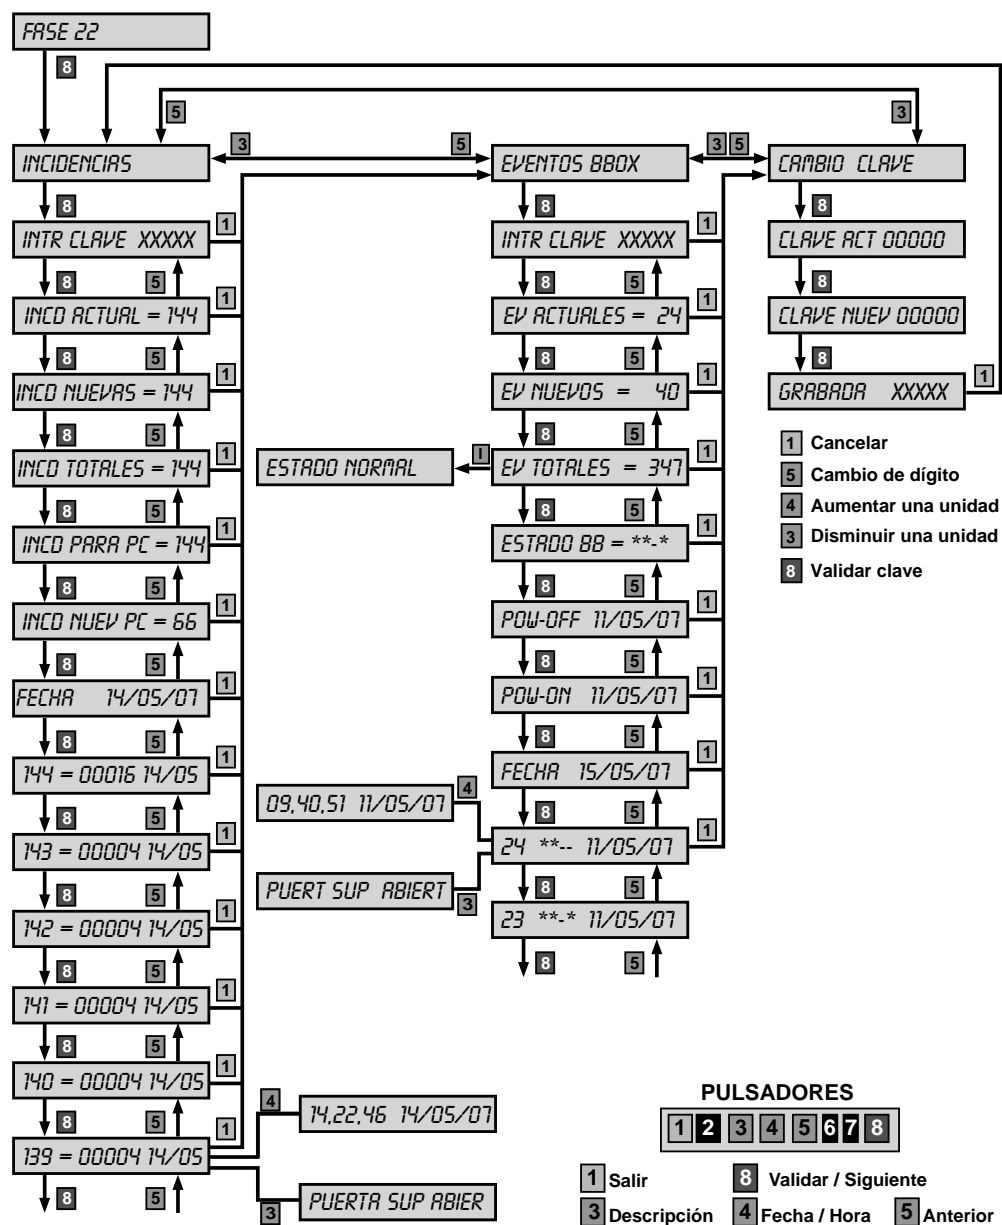 FASE 22
8
5
3
3
5
3 5
INCIDENCIAS
EVENTOS BBOX
CAMBIO CLAVE
8
8
8
1
1
INTR CLAVE XXXXX
INTR CLAVE XXXXX
CLAVE ACT 00000
8 5
8 5
8
1
1
INCD ACTUAL = 144
EV ACTUALES = 24
CLAVE NUEV 00000
8 5
8 5
8
1
1
1
INCD NUEVAS = 144
EV NUEVOS = 40
GRABADA XXXXX
8 5
8 5
1
1
INCD TOTALES = 144
ESTADO NORMAL
I
EV TOTALES = 347
1 Cancelar
5 Cambio de dígito
4 Aumentar una unidad
3 Disminuir una unidad
8 Validar clave
8 5
8 5
1
1
INCD PARA PC = 144
ESTADO BB = **-*
8 5
8 5
1
1
INCD NUEV PC = 66
POW-OFF 11/05/07
8 5
8 5
1
1
FECHA 14/05/07
POW-ON 11/05/07
8 5
8 5
1
1
144 = 00016 14/05
FECHA 15/05/07
09,40,51 11/05/07
4
8 5
8 5
1
1
143 = 00004 14/05
24 **-- 11/05/07
PUERT SUP ABIERT
3
8 5
8 5
1
142 = 00004 14/05
23 **-* 11/05/07
8 5
8 5
1
141 = 00004 14/05
8 5
1
140 = 00004 14/05
8 5
1
4
14,22,46 14/05/07
139 = 00004 14/05
3
PUERTA SUP ABIER
8 5
PULSADORES
1 2 3 4 5 6 7 8
1 Salir
8 Validar / Siguiente
3 Descripción
4 Fecha / Hora
5 Anterior